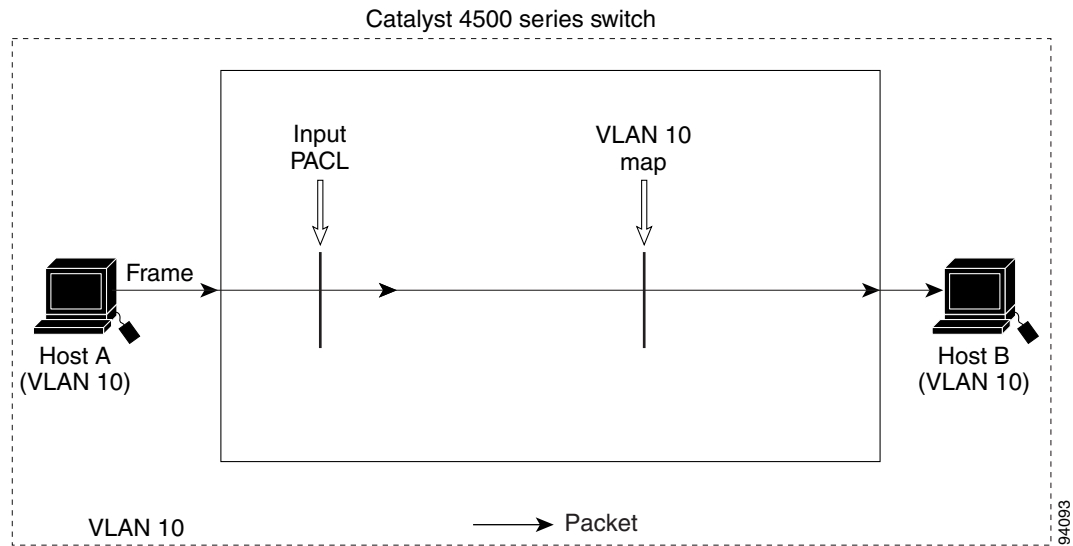 Catalyst 4500 series switch
Input
PACL
VLAN 10
map
Frame
Host A
(VLAN 10)
Host B
(VLAN 10)
VLAN 10
Packet
94093